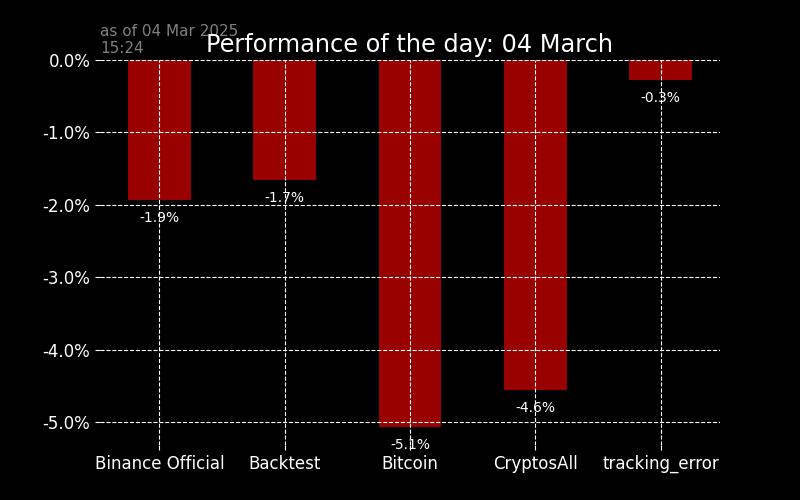 as of 04 Mar 2025
15:24
Performance of the day: 04 March
0.0%
-1.0%
-2.0%
-3.0%
-4.0%
-5.0%
-1.9%
-1.7%
-5.1%
-4.6%
-0.3%
Binance Official
Backtest
Bitcoin
CryptosAll
tracking_error